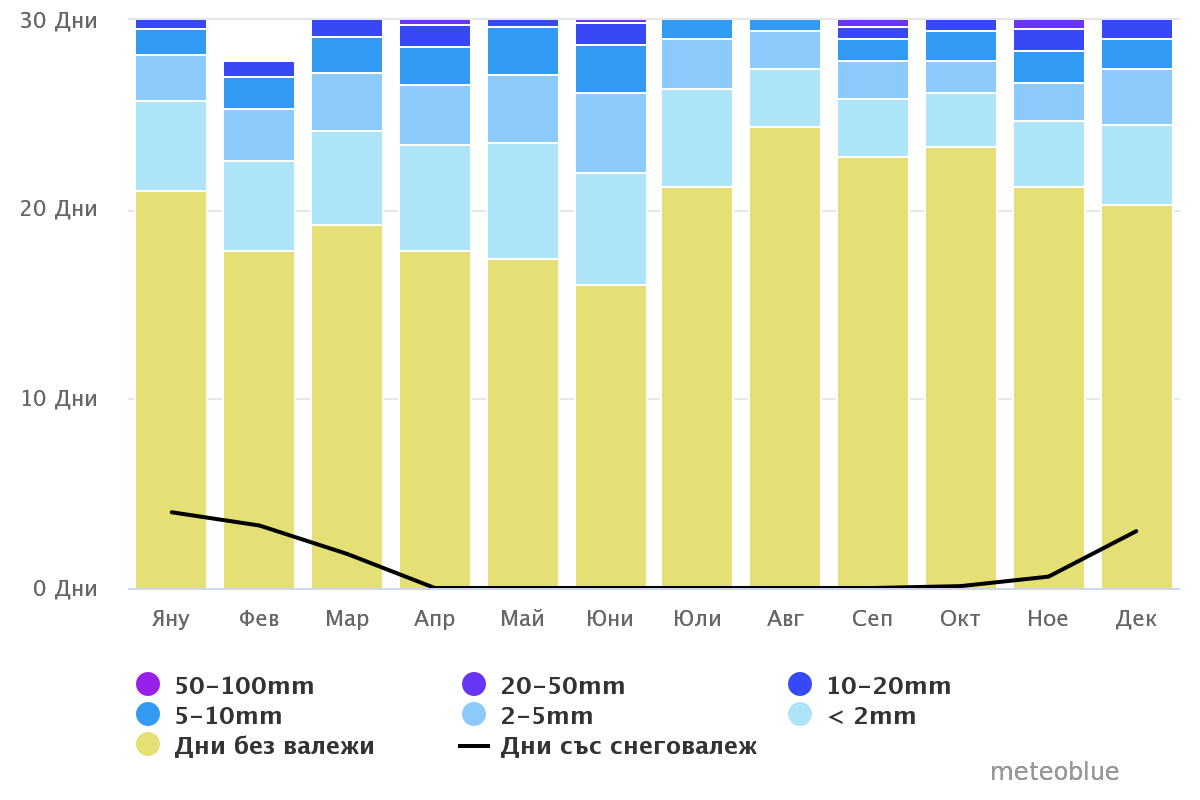 30 Дни
20 Дни
10 Дни
0 Дни
Яну Фев Мар Апр Май Юни Юли Авг Сеп Окт Ное Дек
50–100mm 20–50mm 10–20mm
5–10mm 2–5mm < 2mm
Дни без валежи Дни със снеговалеж
meteoblue